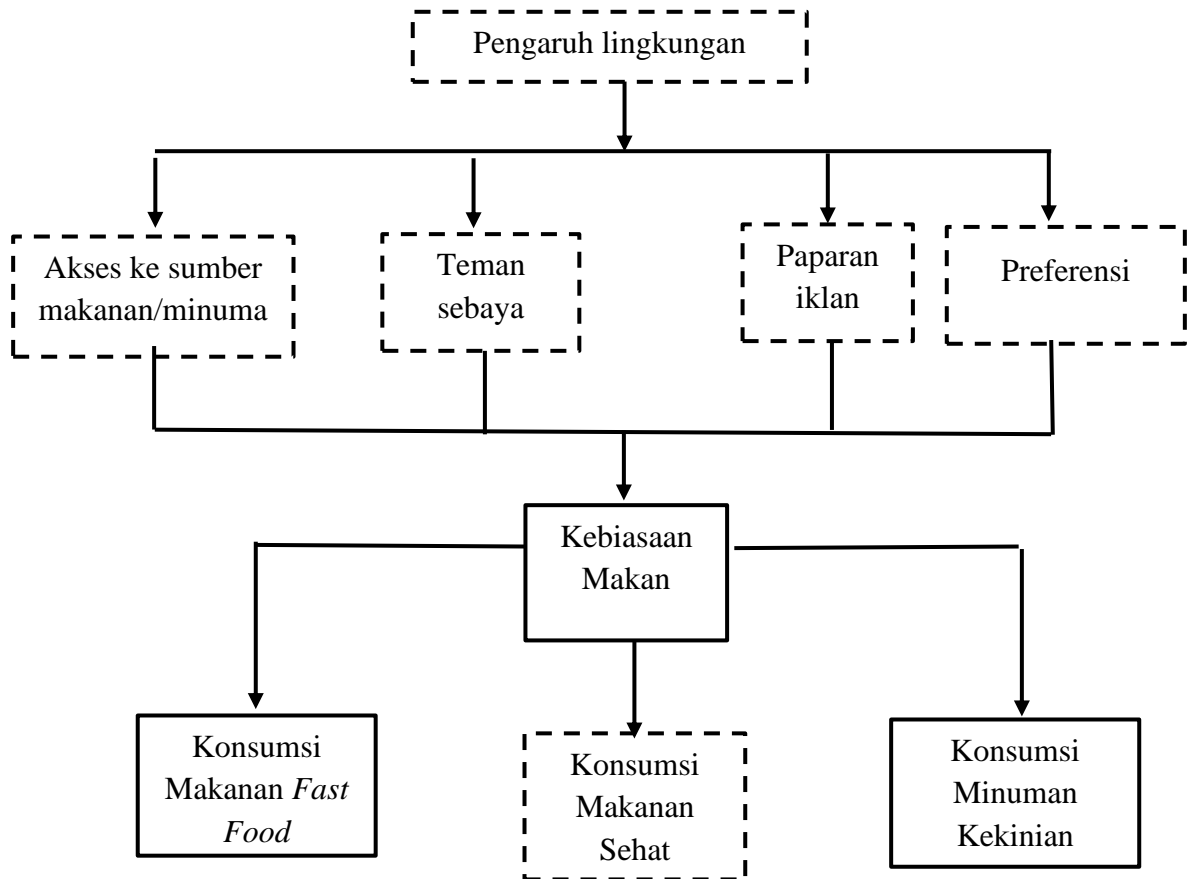 Pengaruh lingkungan
Akses ke sumber
makanan/minuma
Teman
sebaya
Paparan
iklan
Preferensi
Kebiasaan
Makan
Konsumsi
Makanan Fast
Food
Konsumsi
Makanan
Sehat
Konsumsi
Minuman
Kekinian